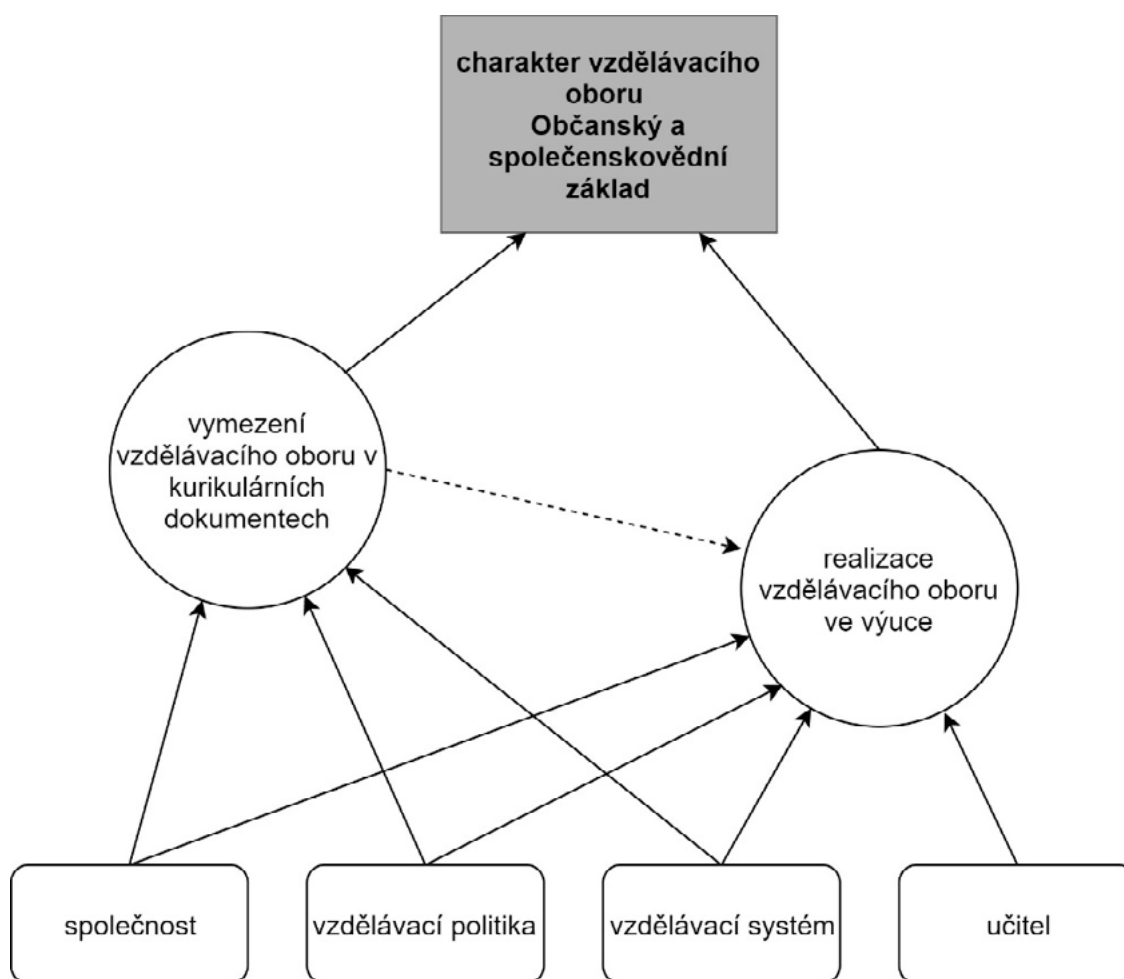 charakter vzdělávacího
oboru
Občanský a
společenskovědní
základ
vymezení
vzdělávacího oboru v
kurikulárních
dokumentech
realizace
vzdělávacího oboru
ve výuce
společnost
vzdělávací politika
vzdělávací systém
učitel